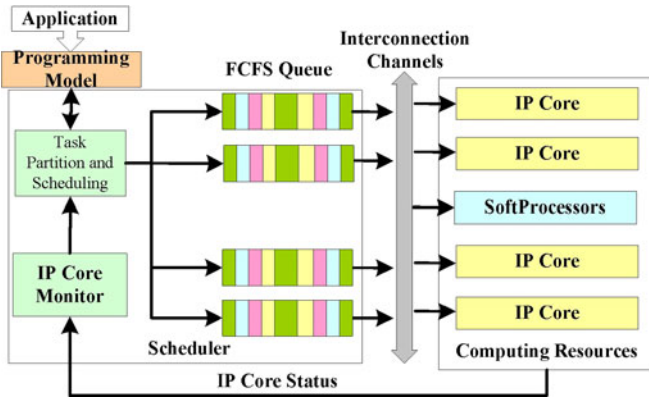 Application
Programming
Model
FCFS Queue
Interconnection
Channels
Task
Partition and
Scheduling
IP Core
Monitor
Scheduler
IP Core
IP Core
SoftProcessors
IP Core
IP Core
Computing Resources
IP Core Status